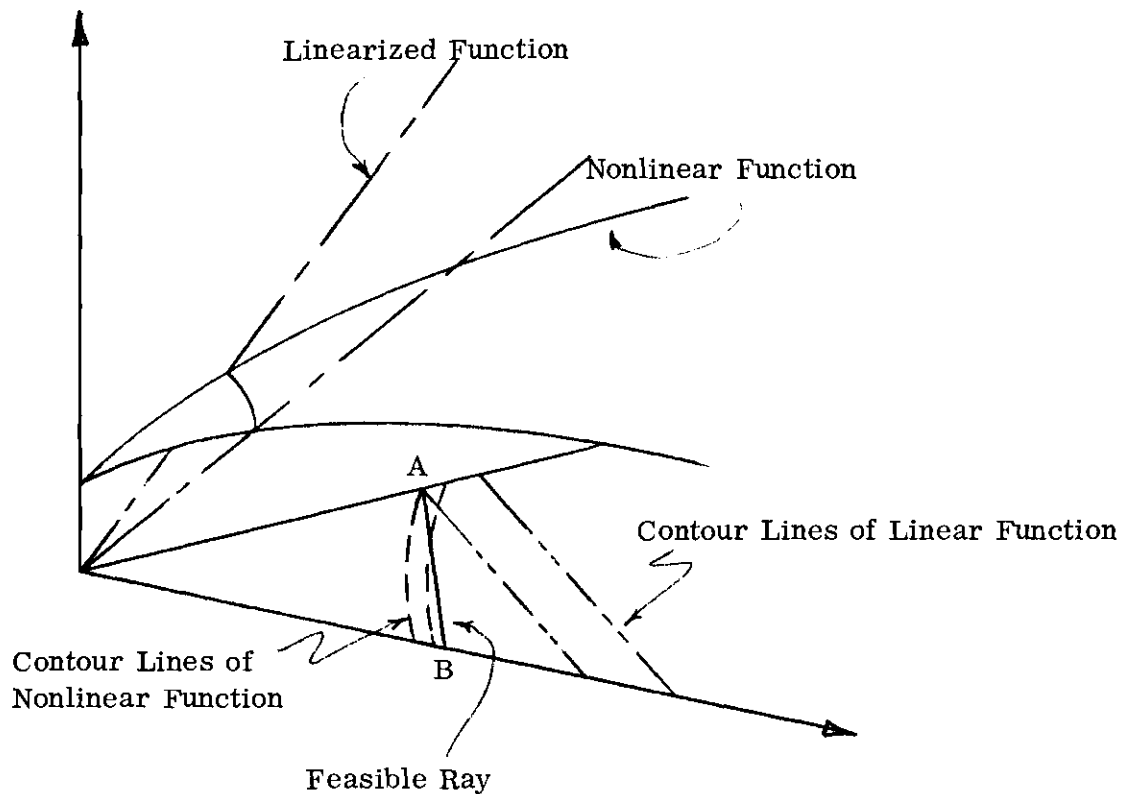 Linearized Function
Nonlinear Function
A
Contour Lines of Linear Function
B
Contour Lines of
Nonlinear Function
Feasible Ray